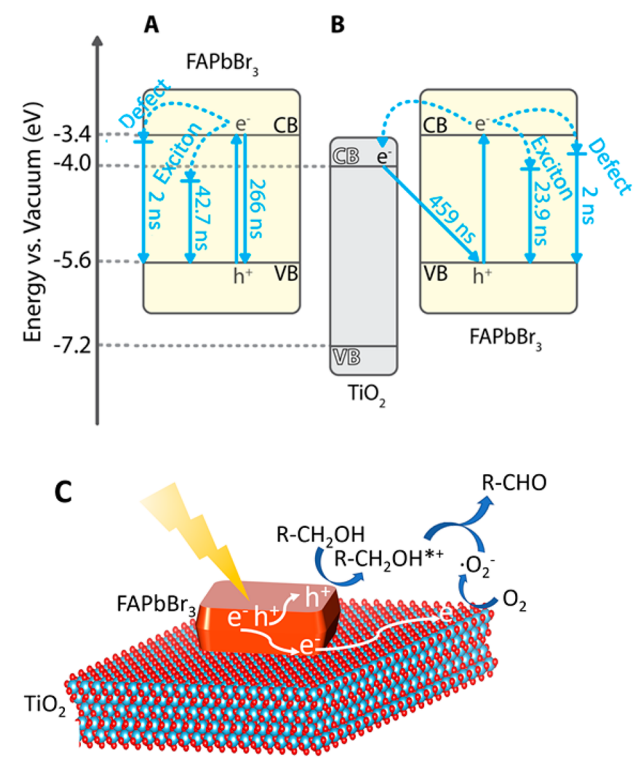 A
B
FAPbBr3
Energy vs. Vacuum (eV)
-3.4
-4.0
-5.6
-7.2
Defect
Exciton
e-
CB
2 ns
42.7 ns
266 ns
h+
VB
CB
e-
VB
TiO2
459 ns
CB
e-
Exciton
Defect
23.9 ns
2 ns
VB
h+
FAPbBr3
C
R-CHO
R-CH2OH
R-CH2OH*+
·O2-
O2
FAPbBr3
e- h+
h+
e-
e-
TiO2